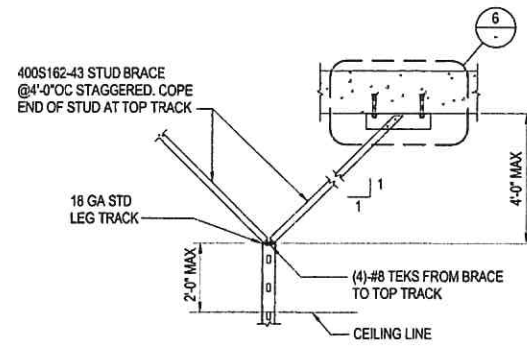 6
-
400S162-43 STUD BRACE
@4'-0"OC STAGGERED. COPE
END OF STUD AT TOP TRACK
1
1
4'-0" MAX
18 GA STD
LEG TRACK
2'-0" MAX
(4)-#8 TEKS FROM BRACE
TO TOP TRACK
CEILING LINE